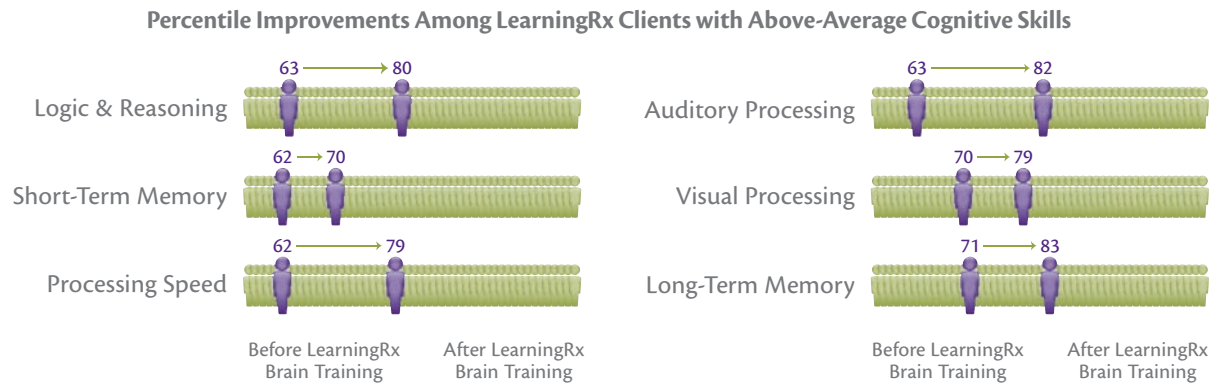 Percentile Improvements Among LearningRx Clients with Above-Average Cognitive Skills
63 80
Logic & Reasoning
62 70
Short-Term Memory
62 79
Processing Speed
Before LearningRx
Brain Training
After LearningRx
Brain Training
63 82
Auditory Processing
70 79
Visual Processing
71 83
Long-Term Memory
Before LearningRx
Brain Training
After LearningRx
Brain Training